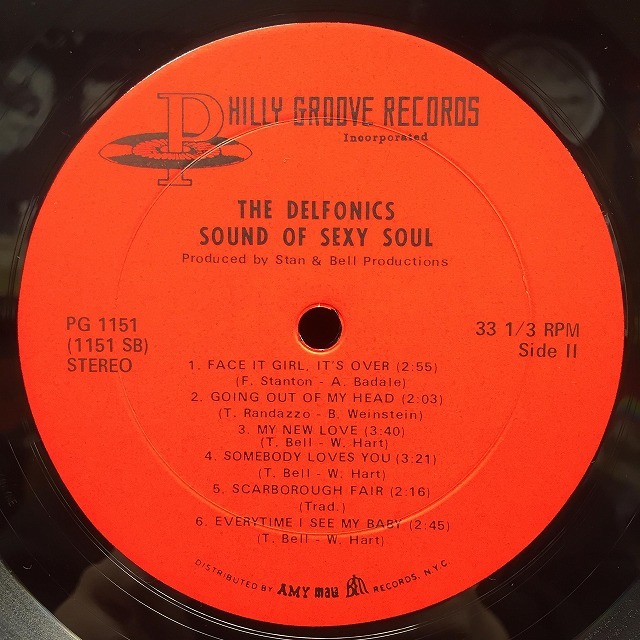 PHILLY GROOVE RECORDS
Incorporated
THE DELFONICS
SOUND OF SEXY SOUL
Produced by Stan & Bell Productions
PG 1151
(1151 SB)
STEREO
33 1/3 RPM
Side II
1. FACE IT GIRL, IT'S OVER (2:55)
(F. Stanton - A. Badale)
2. GOING OUT OF MY HEAD (2:03)
(T. Randazzo - B. Weinstein)
3. MY NEW LOVE (3:40)
(T. Bell - W. Hart)
4. SOMEBODY LOVES YOU (3:21)
(T. Bell - W. Hart)
5. SCARBOROUGH FAIR (2:16)
(Trad.)
6. EVERYTIME I SEE MY BABY (2:45)
(T. Bell - W. Hart)
DISTRIBUTED BY AMY mala Bell RECORDS, N.Y.C.